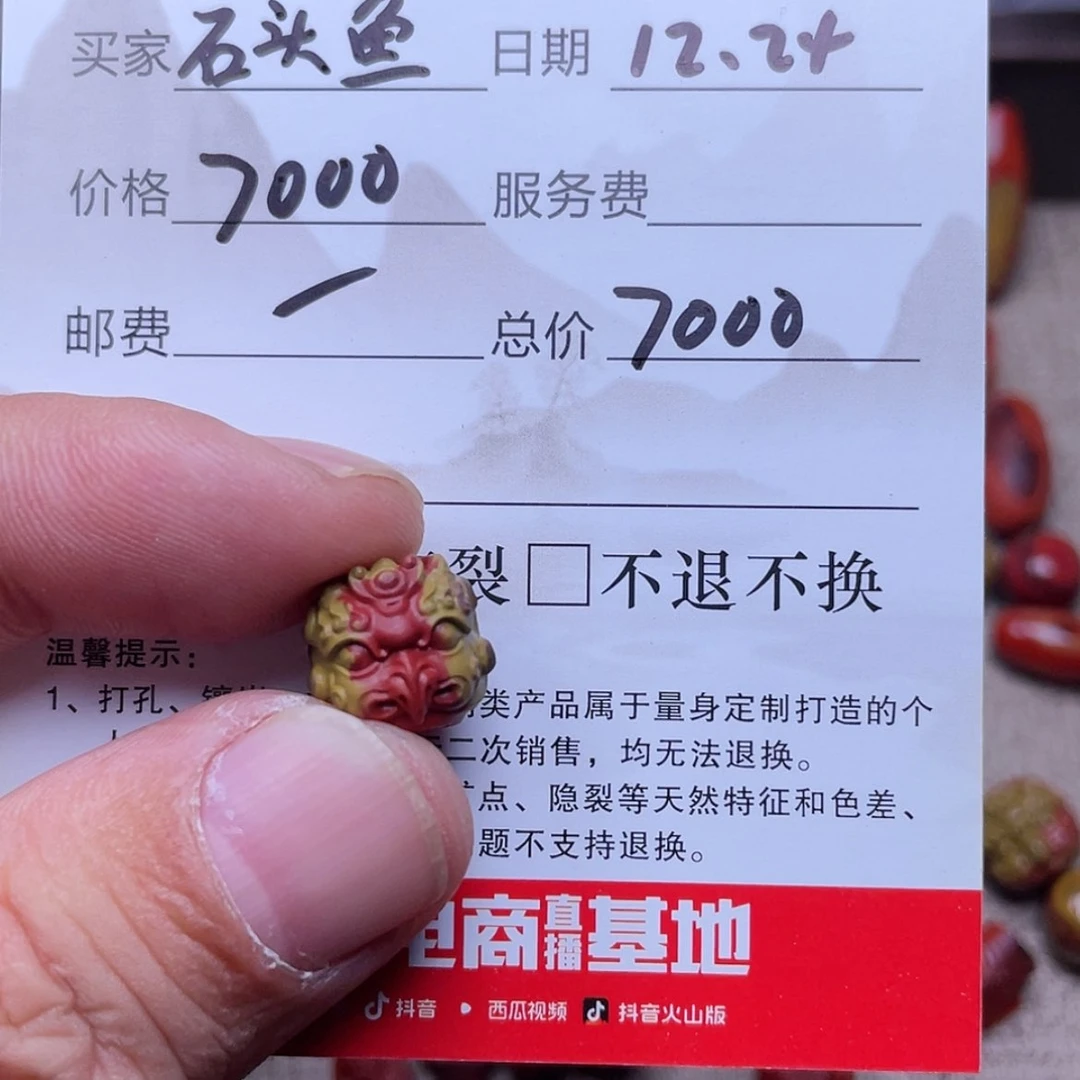 买家 石头鱼 日期 12、24
价格 7000 服务费
邮费 一 总价 7000
裂 □不退不换
温馨提示：
1、打孔、 类产品属于量身定制打造的个
二次销售，均无法退换。
点、隐裂等天然特征和色差、
题不支持退换。
电商直播基地
抖音 西瓜视频 抖音火山版